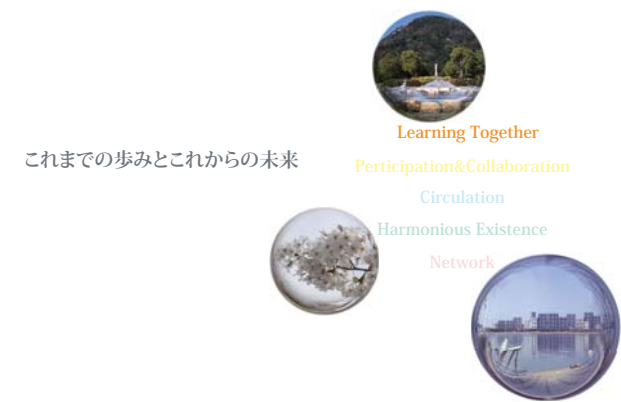 Learning Together
これまでの歩みとこれからの未来
Perticipation&Collaboration
Circulation
Harmonious Existence
Network